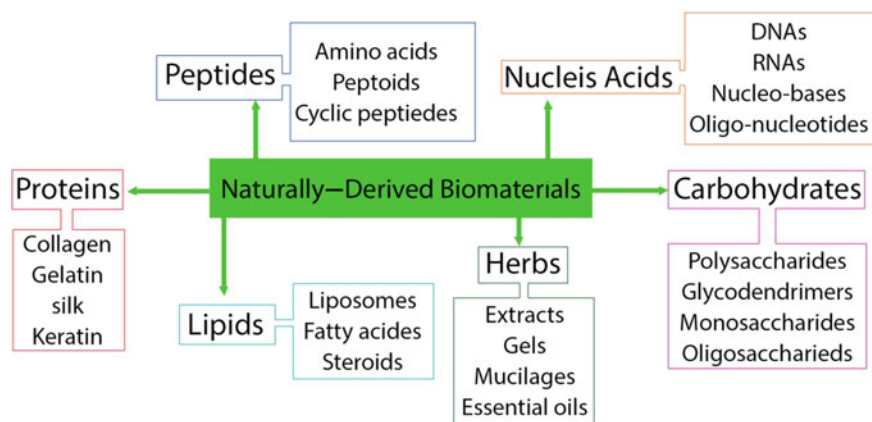 Peptides
Amino acids
Peptoids
Cyclic peptiedes
Nucleis Acids
DNAs
RNAs
Nucleo-bases
Oligo-nucleotides
Naturally–Derived Biomaterials
Proteins
Collagen
Gelatin
silk
Keratin
Lipids
Liposomes
Fatty acides
Steroids
Herbs
Extracts
Gels
Mucilages
Essential oils
Carbohydrates
Polysaccharides
Glycodendrimers
Monosaccharides
Oligosacharieds